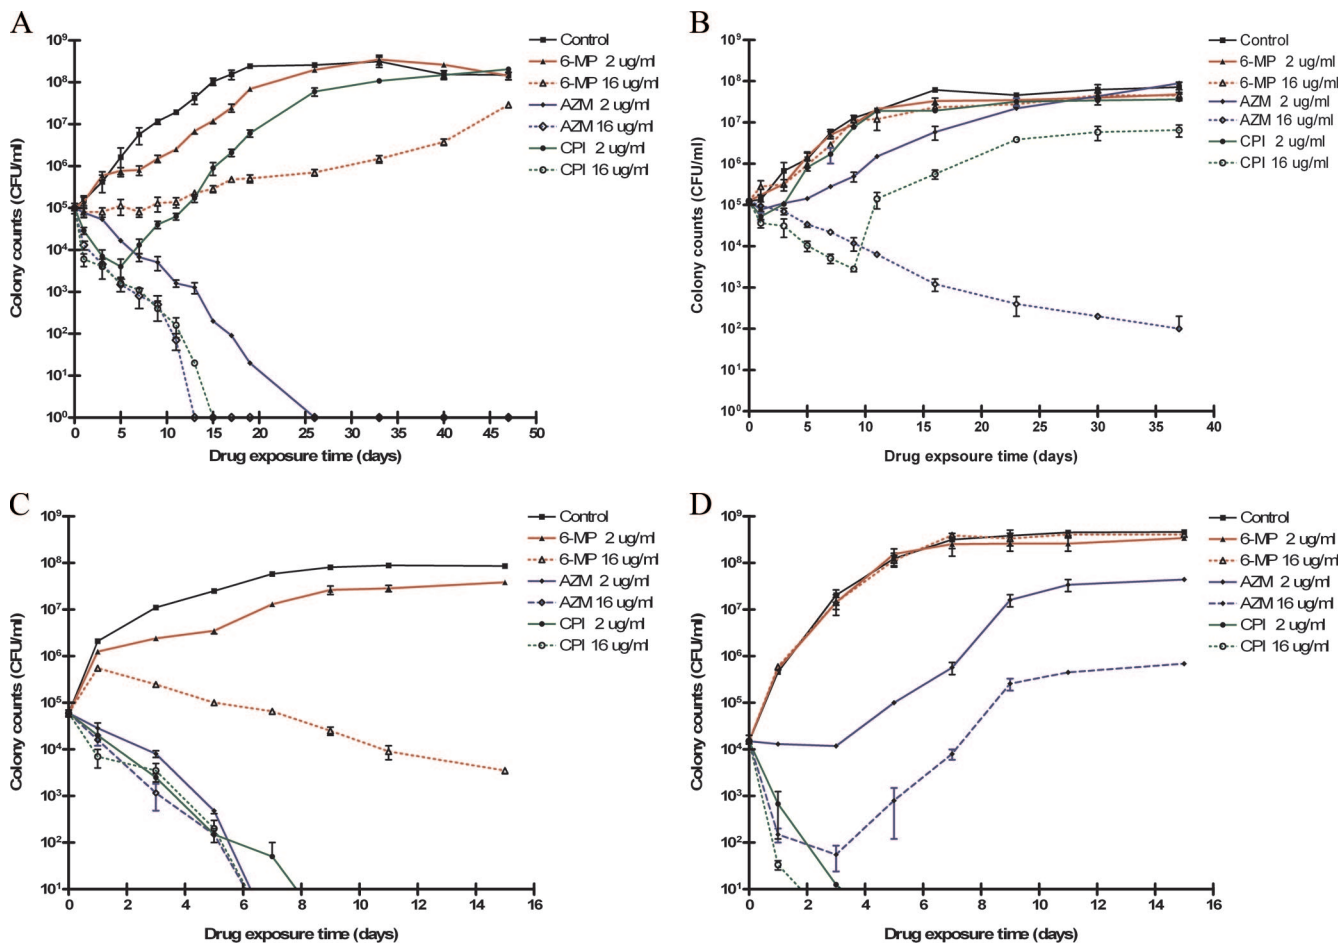 A
10⁹
10⁸
10⁷
10⁶
10⁵
10⁴
10³
10²
10¹
10⁰
Colony counts (CFU/ml)
0 5 10 15 19 25 30 35 40 45 50
Drug exposure time (days)
Control
6-MP 2 ug/ml
6-MP 16 ug/ml
AZM 2 ug/ml
AZM 16 ug/ml
CPI 2 ug/ml
CPI 16 ug/ml
B
10⁹
10⁸
10⁷
10⁶
10⁵
10⁴
10³
10²
10¹
10⁰
Colony counts (CFU/ml)
0 5 10 15 20 25 30 35 40
Drug expsoure time (days)
Control
6-MP 2 ug/ml
6-MP 16 ug/ml
AZM 2 ug/ml
AZM 16 ug/ml
CPI 2 ug/ml
CPI 16 ug/ml
C
10⁹
10⁸
10⁷
10⁶
10⁵
10⁴
10³
10²
10¹
Colony counts (CFU/ml)
0 2 4 6 8 10 12 14 16
Drug exposure time (days)
Control
6-MP 2 ug/ml
6-MP 16 ug/ml
AZM 2 ug/ml
AZM 16 ug/ml
CPI 2 ug/ml
CPI 16 ug/ml
D
10⁹
10⁸
10⁷
10⁶
10⁵
10⁴
10³
10²
10¹
Colony counts (CFU/ml)
0 2 4 6 8 10 12 14 16
Drug exposure time (days)
Control
6-MP 2 ug/ml
6-MP 16 ug/ml
AZM 2 ug/ml
AZM 16 ug/ml
CPI 2 ug/ml
CPI 16 ug/ml